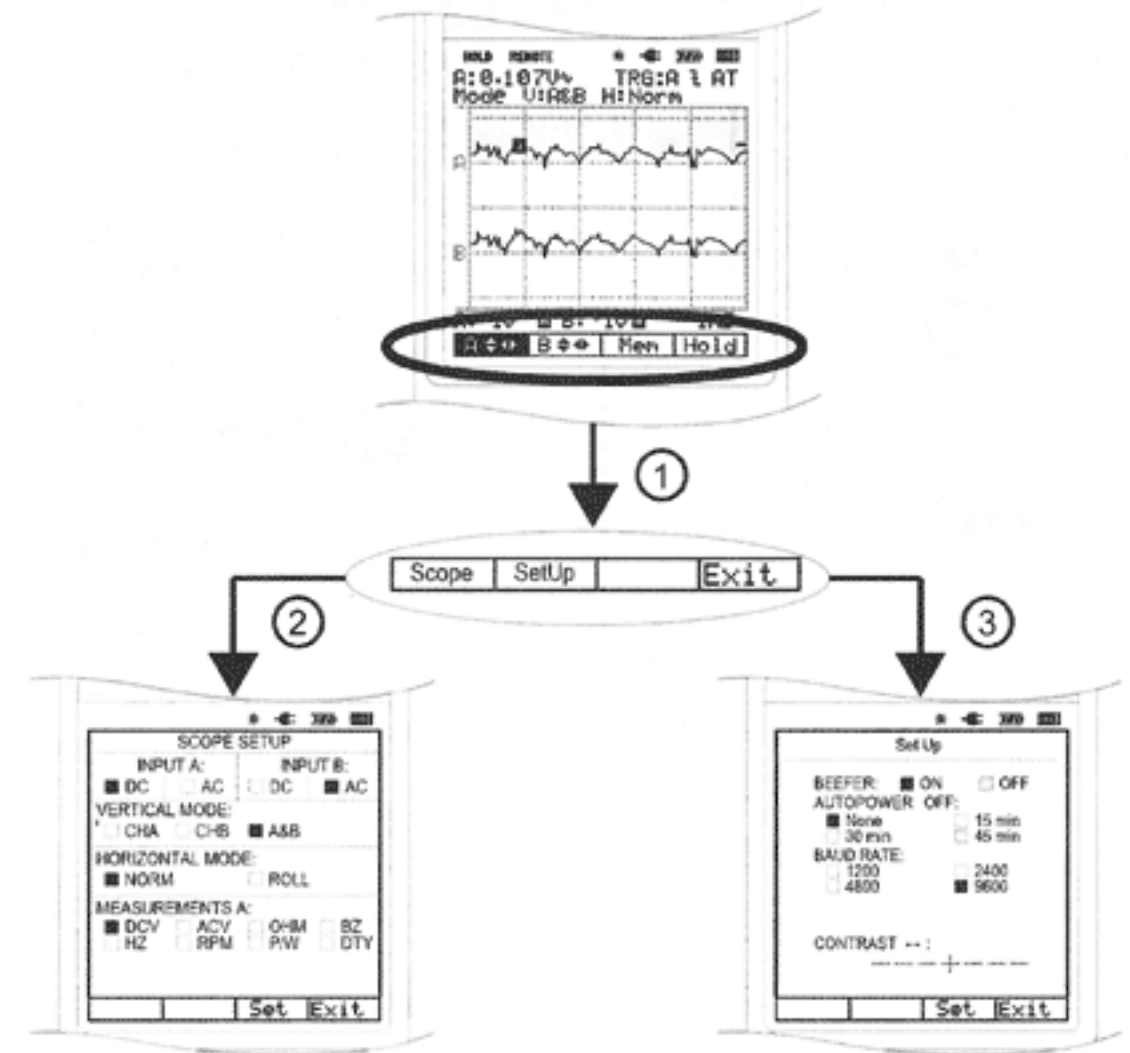 HOLD REMOTE
A:0.107V~ TRG:A ꝉ AT
Mode V:A&B H:Norm
A
A
B
A B Mem Hold
1
Scope SetUp Exit
2
3
SCOPE SETUP
INPUT A: INPUT B:
DC AC DC AC
VERTICAL MODE:
CHA CHB A&B
HORIZONTAL MODE:
NORM ROLL
MEASUREMENTS A:
DCV ACV OHM BZ
HZ RPM P/W DTY
Set Exit
Set Up
BEEFER: ON OFF
AUTOPOWER OFF:
None 15 min
30 min 45 min
BAUD RATE:
1200 2400
4800 9600
CONTRAST --:
Set Exit